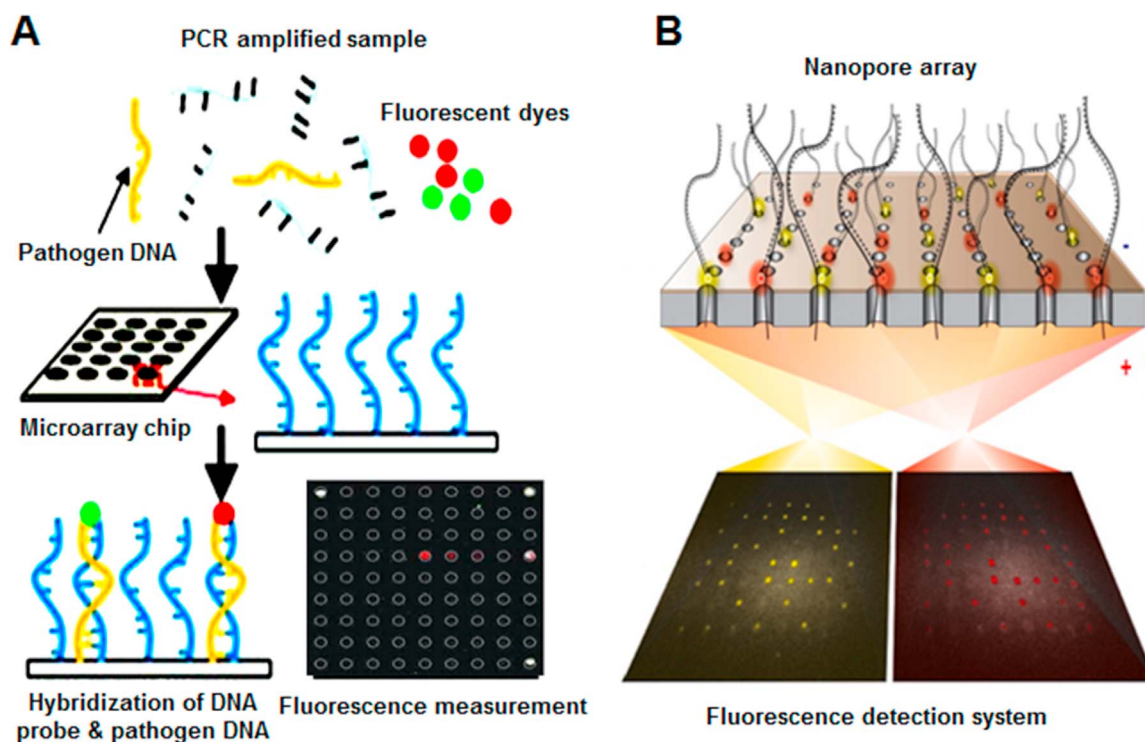 A
PCR amplified sample
Fluorescent dyes
Pathogen DNA
Microarray chip
Hybridization of DNA
probe & pathogen DNA
Fluorescence measurement
B
Nanopore array
-
+
Fluorescence detection system